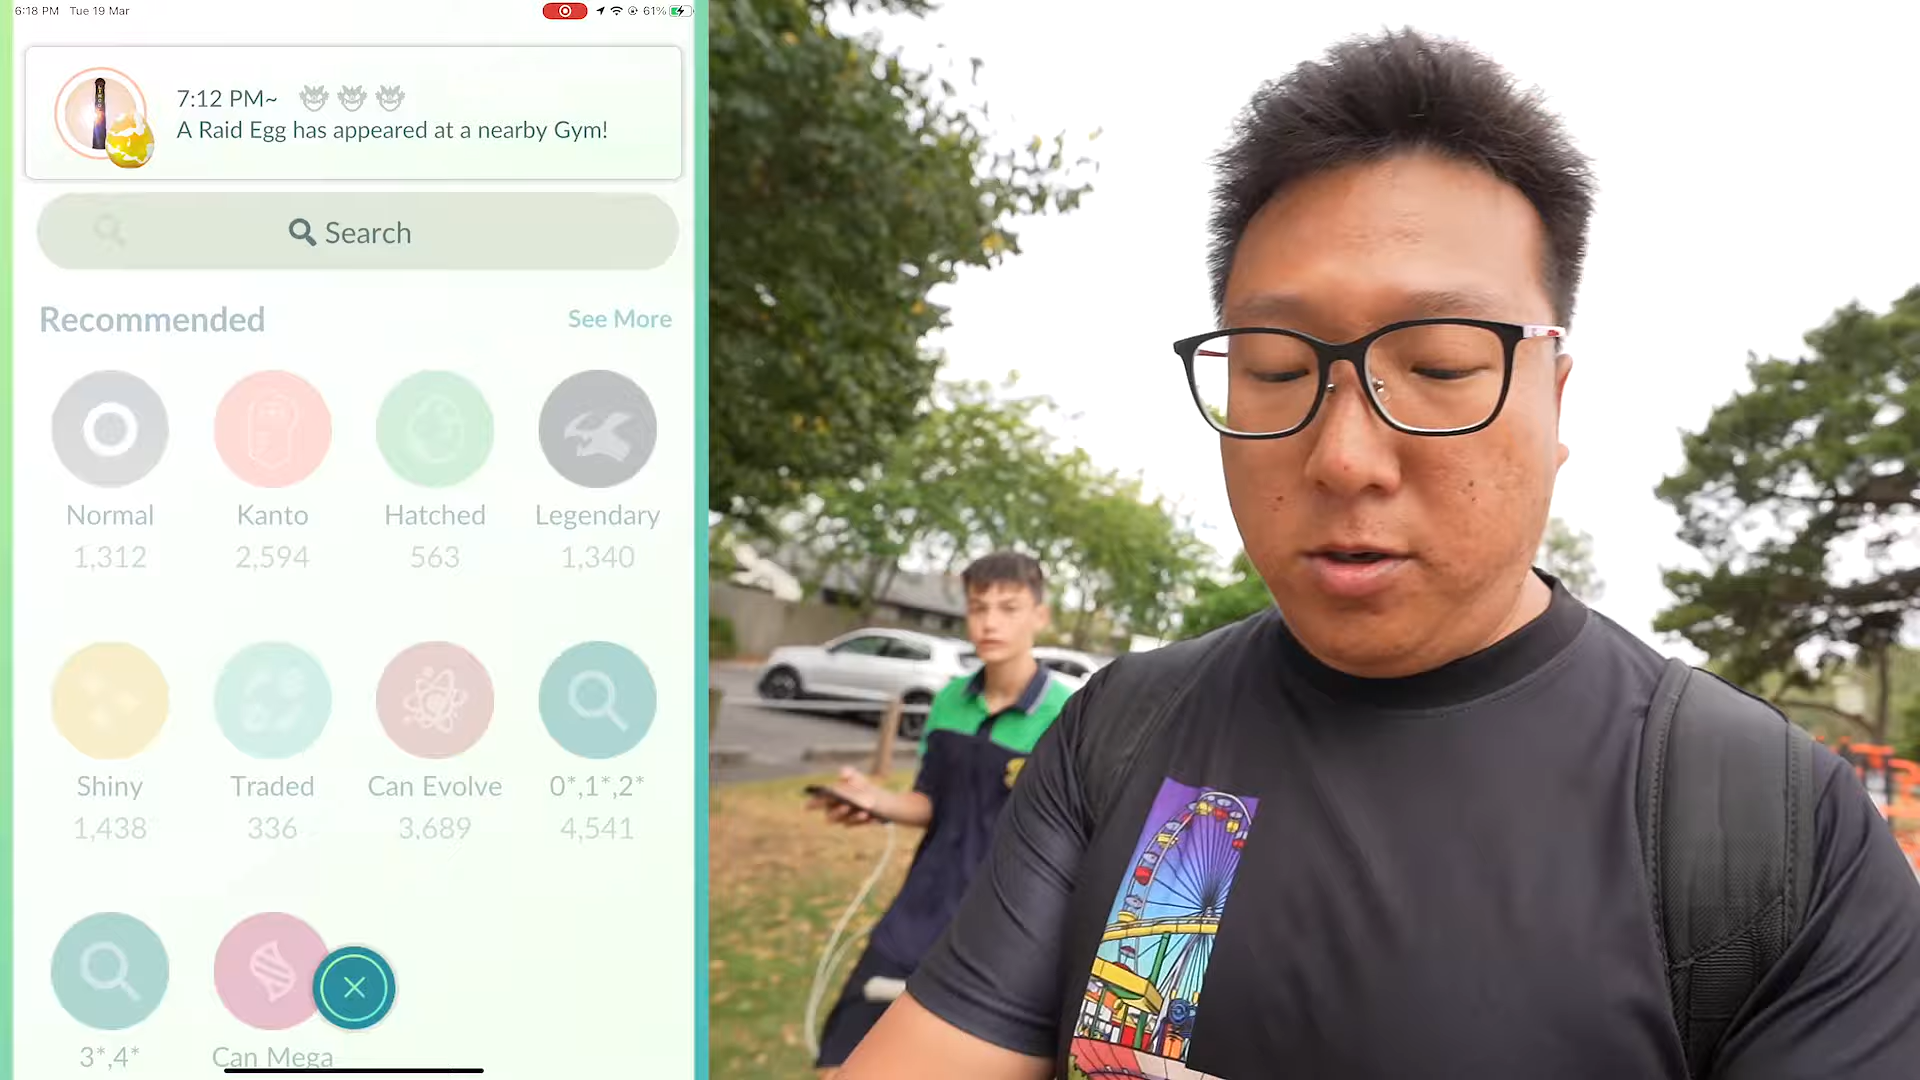 6:18 PM Tue 19 Mar
61%
7:12 PM~
A Raid Egg has appeared at a nearby Gym!
Search
Recommended See More
Normal Kanto Hatched Legendary
1,312 2,594 563 1,340
Shiny Traded Can Evolve 0*,1*,2*
1,438 336 3,689 4,541
3*,4* Can Mega